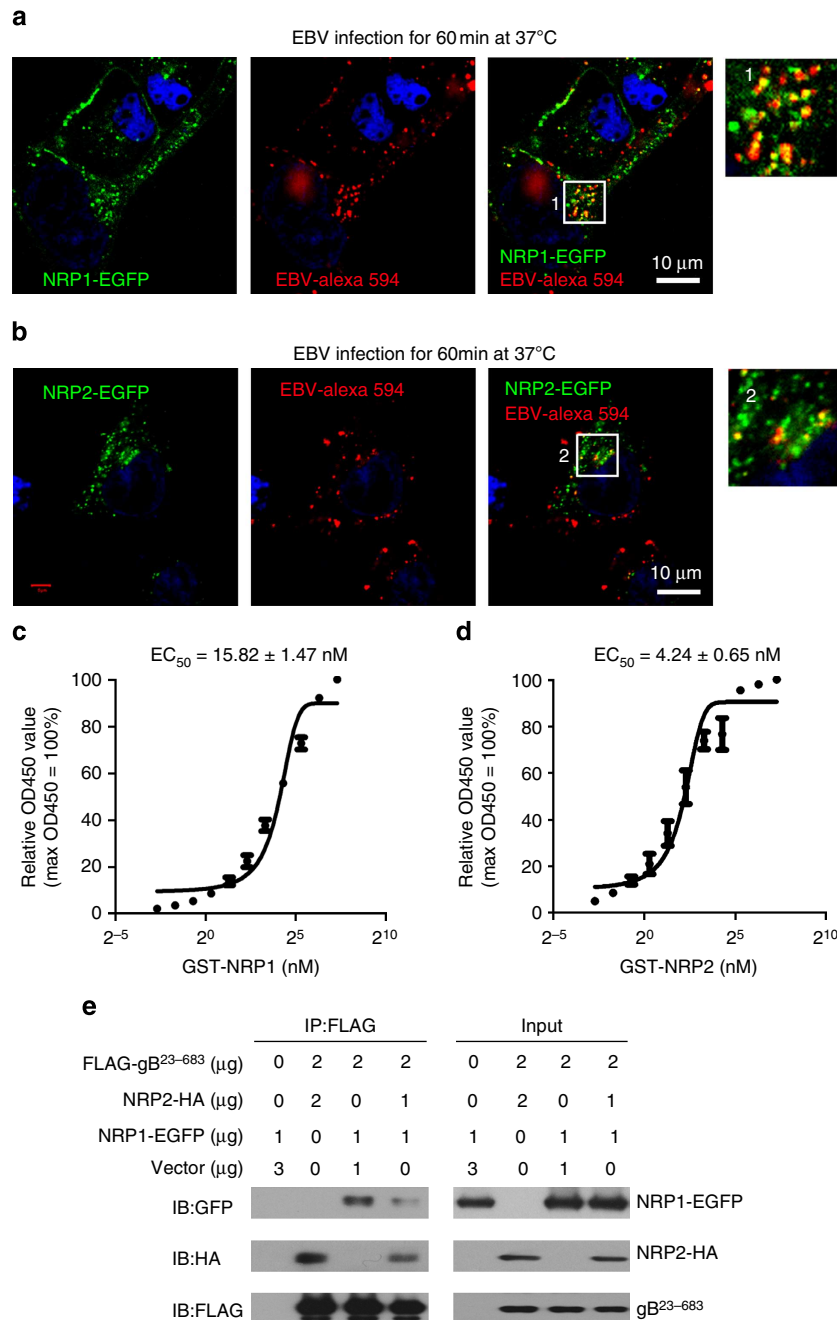 a
EBV infection for 60 min at 37°C
NRP1-EGFP
EBV-alexa 594
1
NRP1-EGFP
EBV-alexa 594
10 μm
1
b
EBV infection for 60min at 37°C
NRP2-EGFP
EBV-alexa 594
NRP2-EGFP
EBV-alexa 594
2
10 μm
2
c
EC50 = 15.82 ± 1.47 nM
Relative OD450 value
(max OD450 = 100%)
100
80
60
40
20
0
2–5
20
25
210
GST-NRP1 (nM)
d
EC50 = 4.24 ± 0.65 nM
Relative OD450 value
(max OD450 = 100%)
100
80
60
40
20
0
2–5
20
25
210
GST-NRP2 (nM)
e
IP:FLAG Input
FLAG-gB23–683 (μg) 0 2 2 2 0 2 2 2
NRP2-HA (μg) 0 2 0 1 0 2 0 1
NRP1-EGFP (μg) 1 0 1 1 1 0 1 1
Vector (μg) 3 0 1 0 3 0 1 0
IB:GFP NRP1-EGFP
IB:HA NRP2-HA
IB:FLAG gB23–683